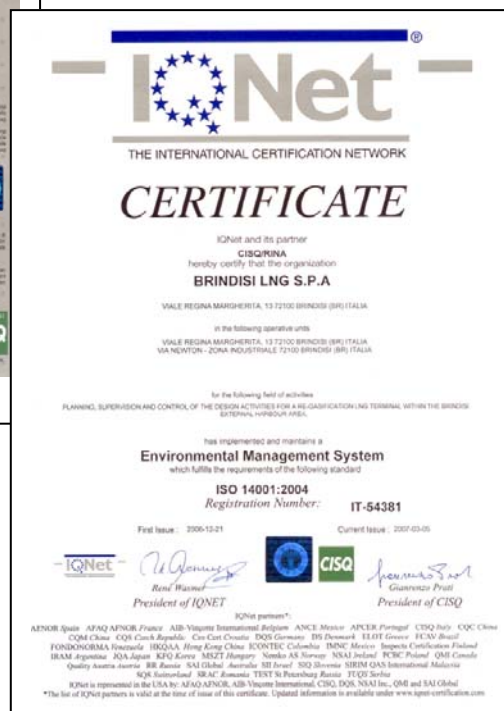 IQNet ®
THE INTERNATIONAL CERTIFICATION NETWORK
CERTIFICATE
IQNet and its partner
CISQ/RINA
hereby certify that the organization
BRINDISI LNG S.P.A
VIALE REGINA MARGHERITA, 13 72100 BRINDISI (BR) ITALIA
in the following operative units
VIALE REGINA MARGHERITA, 13 72100 BRINDISI (BR) ITALIA
VIA NEWTON - ZONA INDUSTRIALE 72100 BRINDISI (BR) ITALIA
for the following field of activities
PLANNING, SUPERVISION AND CONTROL OF THE DESIGN ACTIVITIES FOR A RE-GASIFICATION LNG TERMINAL WITHIN THE BRINDISI
EXTERNAL HARBOUR AREA.
has implemented and maintains a
Environmental Management System
which fulfills the requirements of the following standard
ISO 14001:2004
Registration Number: IT-54381
First Issue : 2006-12-21 Current Issue : 2007-03-05
IQNet CISQ
René Wasmer Gianrenzo Prati
President of IQNET President of CISQ
IQNet partners*:
AENOR Spain AFAQ AFNOR France AIB-Vinçotte International Belgium ANCE Mexico APCER Portugal CISQ Italy CQC China
CQM China CQS Czech Republic Cro Cert Croatia DQS Germany DS Denmark ELOT Greece FCAV Brazil
FONDONORMA Venezuela HKQAA Hong Kong China ICONTEC Colombia IMNC Mexico Inspecta Certification Finland
IRAM Argentina JQA Japan KFQ Korea MSZT Hungary Nemko AS Norway NSAI Ireland PCBC Poland QMI Canada
Quality Austria Austria RR Russia SAI Global Australia SII Israel SIQ Slovenia SIRIM QAS International Malaysia
SQS Switzerland SRAC Romania TEST St Petersburg Russia YUQS Serbia
IQNet is represented in the USA by: AFAQ AFNOR, AIB-Vinçotte International, CISQ, DQS, NSAI Inc., QMI and SAI Global
*The list of IQNet partners is valid at the time of issue of this certificate. Updated information is available under www.iqnet-certification.com